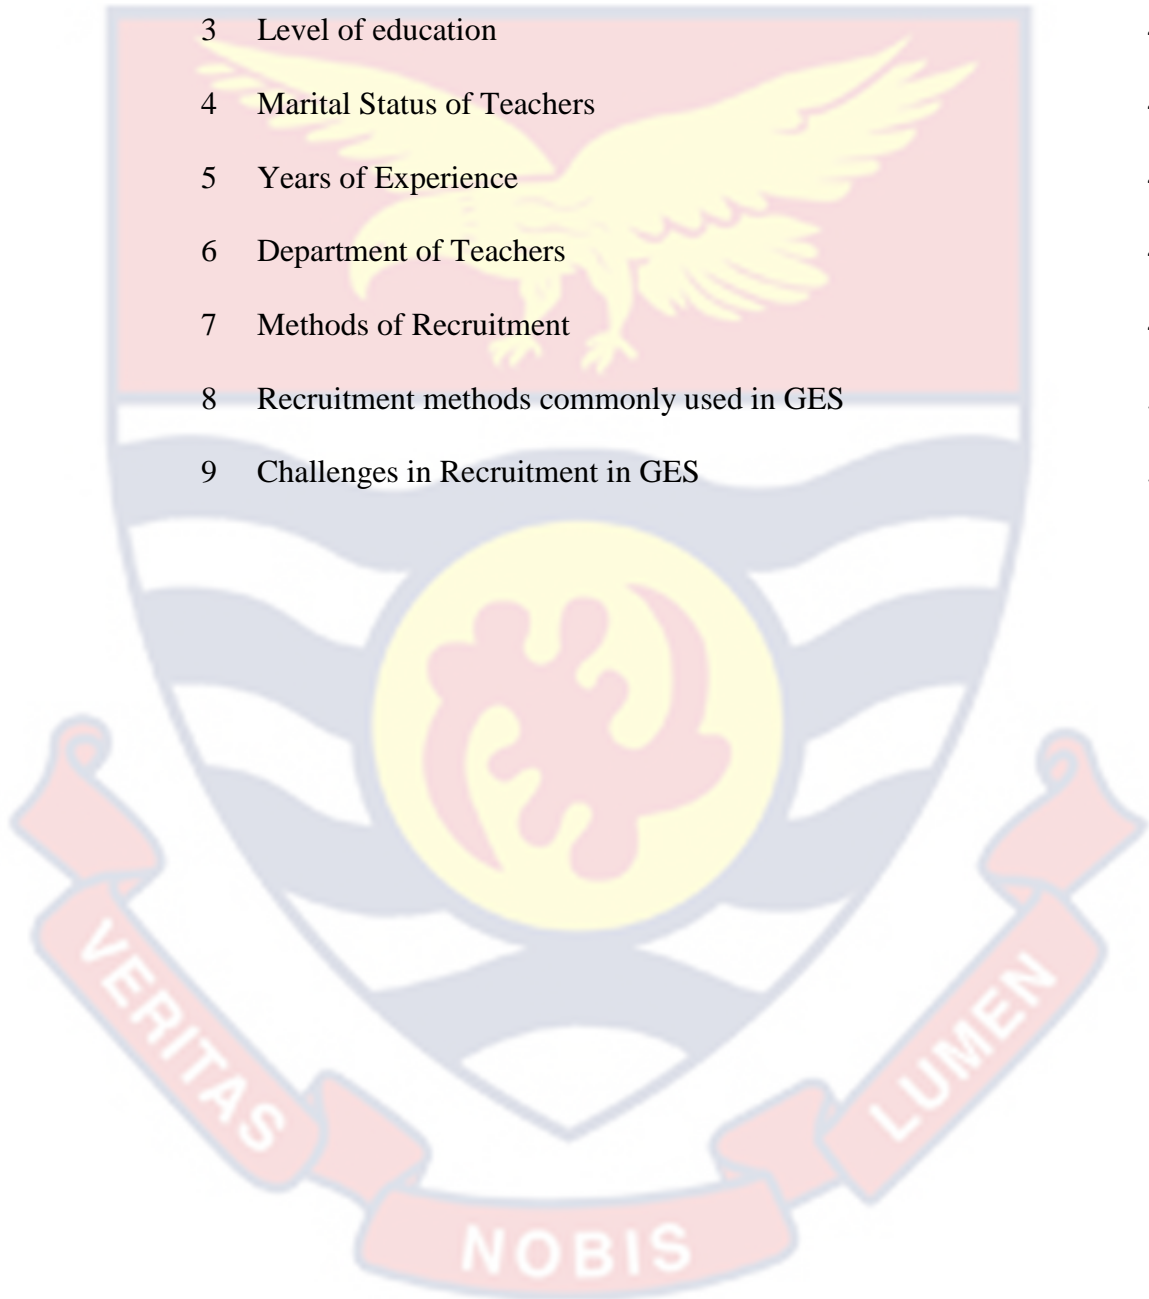 3 Level of education
4 Marital Status of Teachers
5 Years of Experience
6 Department of Teachers
7 Methods of Recruitment
8 Recruitment methods commonly used in GES
9 Challenges in Recruitment in GES
VERITAS
NOBIS
LUMEN